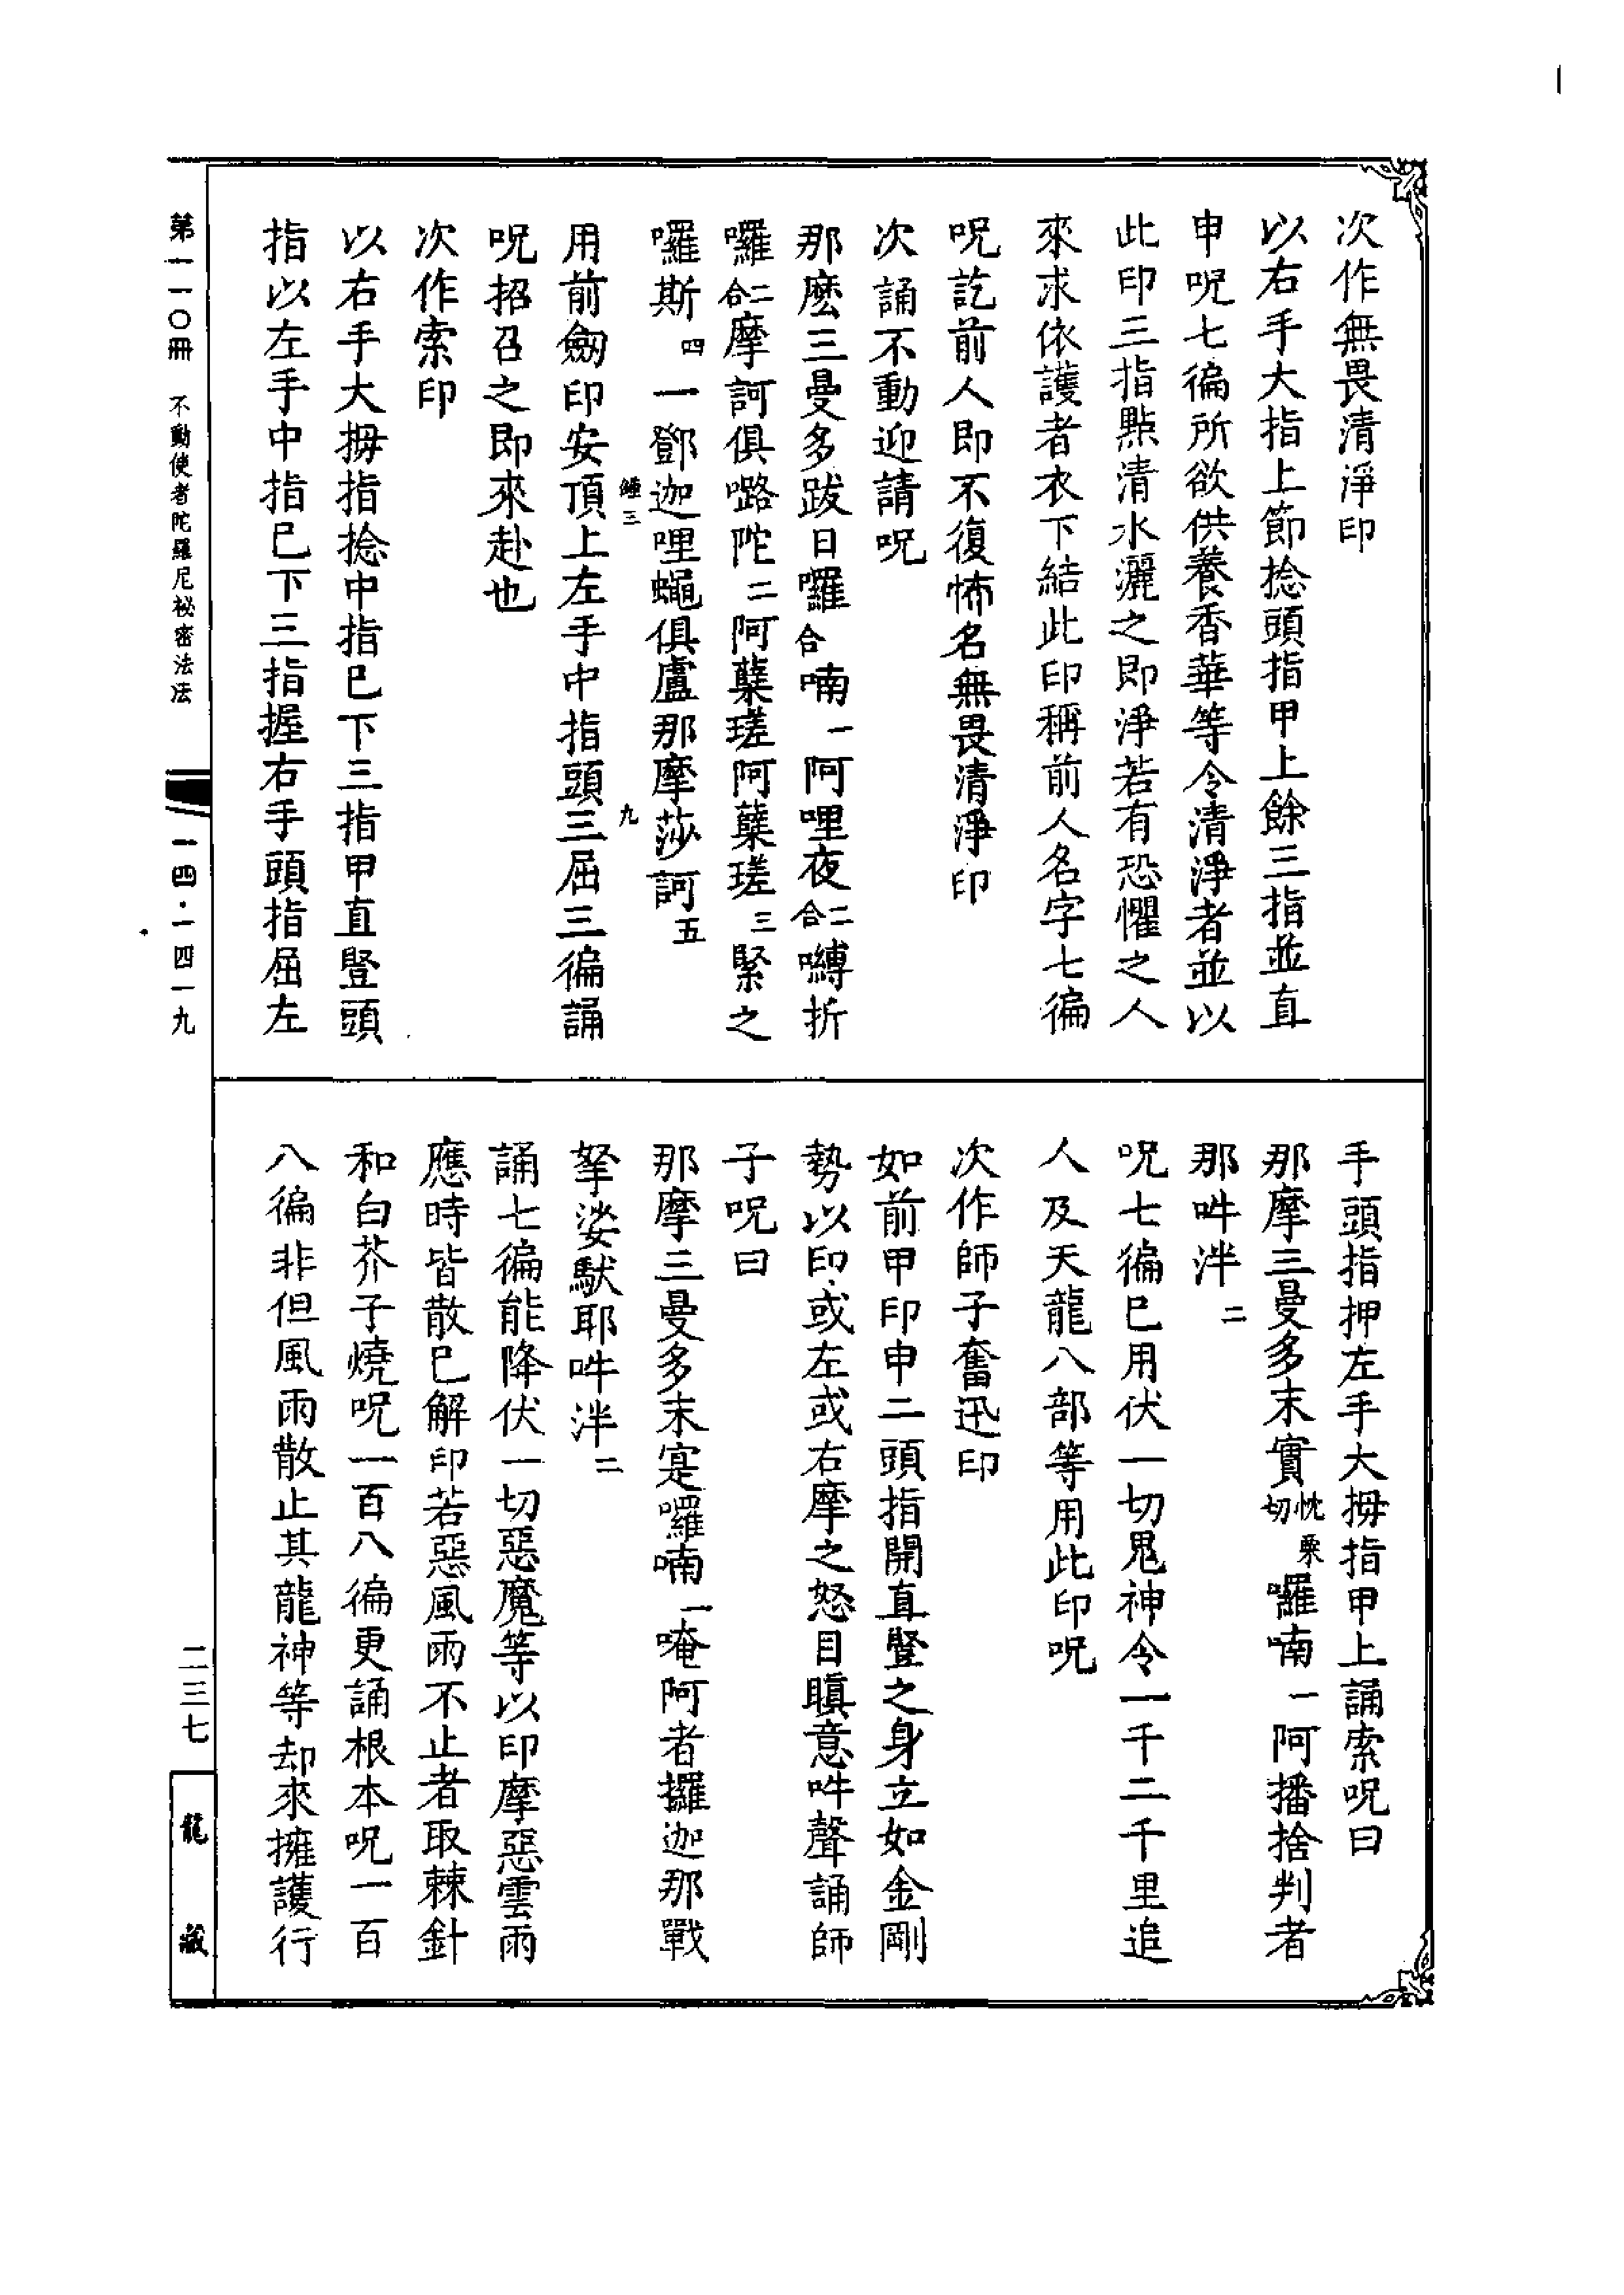 次作無畏清淨印
以右手大指上節捻頭指甲上餘三指並直
申呪七徧所欲供養香華等令清淨者並以
此印三指點清水灑之即淨若有恐懼之人
來求依護者衣下結此印稱前人名字七徧
呪訖前人即不復怖名無畏清淨印
次誦不動迎請呪
那麽三曼多跋日囉合喃一阿哩夜二合嚩折
囉二合摩訶俱嚕陀二阿蘖瑳阿蘖瑳三緊之
囉斯四一鄧迦哩蠅俱盧那摩莎訶五
用前劔印安頂上左手中指頭三屈三徧誦
呪招召之即來赴也
次作索印
以右手大拇指捻中指已下三指甲直豎頭
指以左手中指已下三指握右手頭指屈左
手頭指押左手大拇指甲上誦索呪曰
那摩三曼多末實忱栗切囉喃一阿播捨判者
那吽泮二
呪七徧已用伏一切鬼神令一千二千里追
人及天龍八部等用此印呪
次作師子奮迅印
如前甲印申二頭指開直豎之身立如金剛
勢以印或左或右摩之怒目瞋意吽聲誦師
子呪曰
那摩三曼多末寔囉喃一唵阿者攞迦那戰
拏娑馱耶吽泮二
誦七徧能降伏一切惡魔等以印摩惡雲雨
應時皆散已解印若惡風雨不止者取棘針
和白芥子燒呪一百八徧更誦根本呪一百
八徧非但風雨散止其龍神等却來擁護行
第一一〇冊 不動使者陀羅尼祕密法法
一四·一四一九
二三七
龍藏
九